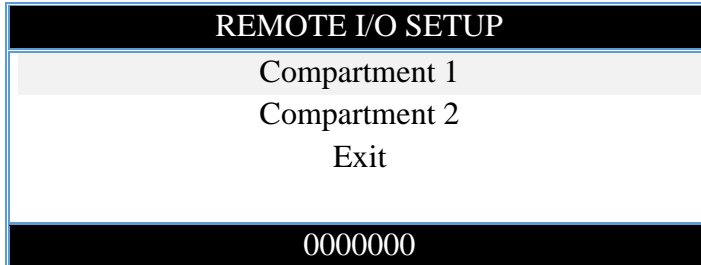 REMOTE I/O SETUP
Compartment 1
Compartment 2
Exit
0000000